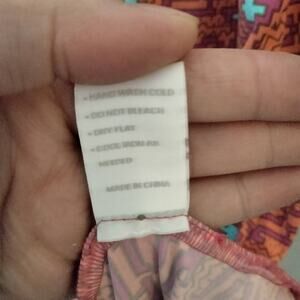 • HAND WASH COLD
• DO NOT BLEACH
• DRY FLAT
• COOL IRON AS
NEEDED
MADE IN CHINA